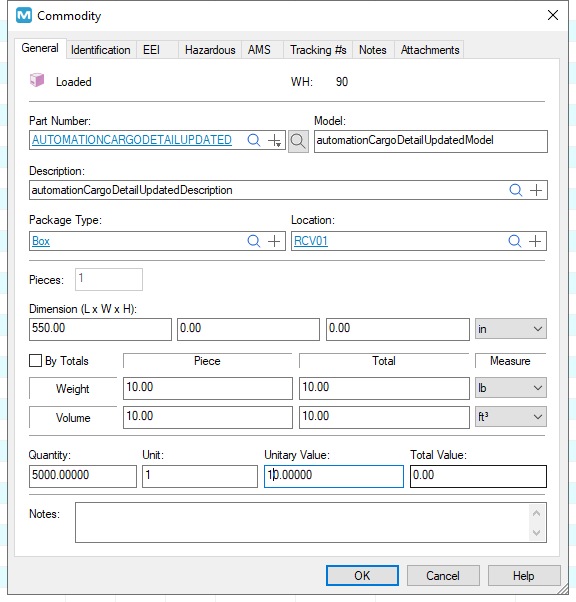 Commodity
General Identification EEI Hazardous AMS Tracking #s Notes Attachments
Loaded WH: 90
Part Number: Model:
AUTOMATIONCARGODETAILUPDATED automationCargoDetailUpdatedModel
Description:
automationCargoDetailUpdatedDescription
Package Type: Location:
Box RCV01
Pieces: 1
Dimension (L x W x H):
550.00 0.00 0.00 in
By Totals Piece Total Measure
Weight 10.00 10.00 lb
Volume 10.00 10.00 ft³
Quantity: Unit: Unitary Value: Total Value:
5000.00000 1 10.00000 0.00
Notes:
OK Cancel Help